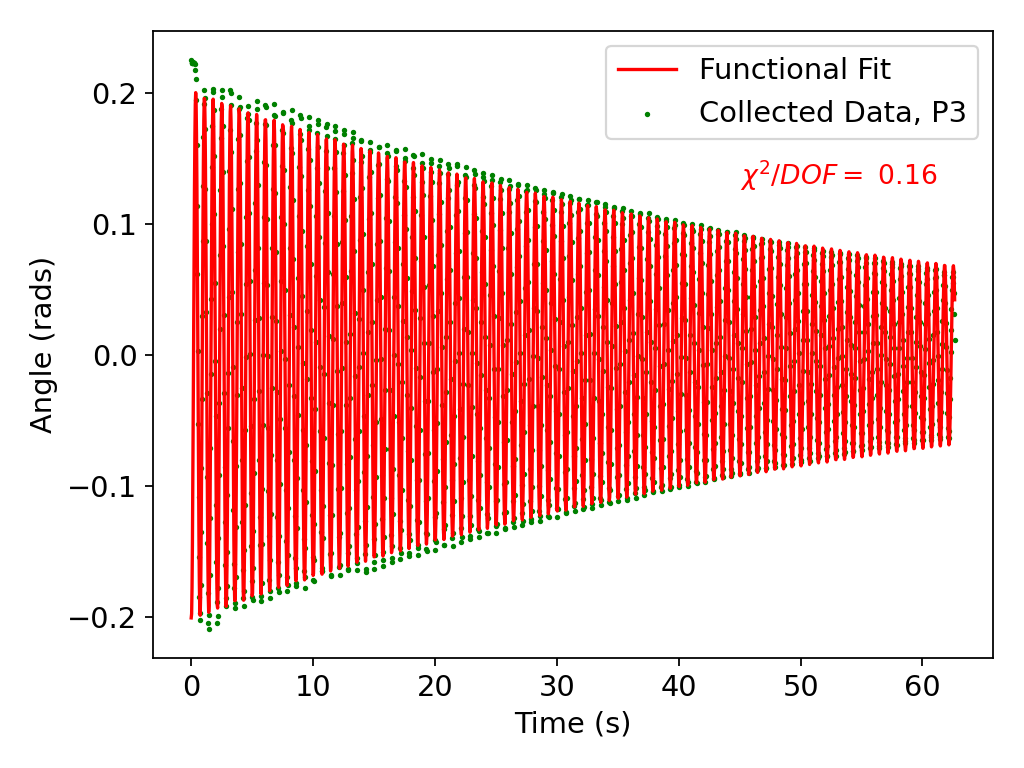 Functional Fit
Collected Data, P3
χ²/DOF = 0.16
0.2
0.1
0.0
−0.1
−0.2
Angle (rads)
0 10 20 30 40 50 60
Time (s)